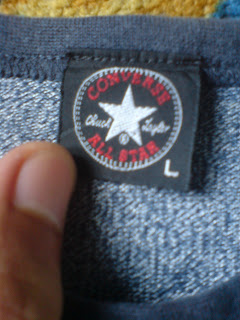 CONVERSE
Chuck Taylor
ALL STAR
L